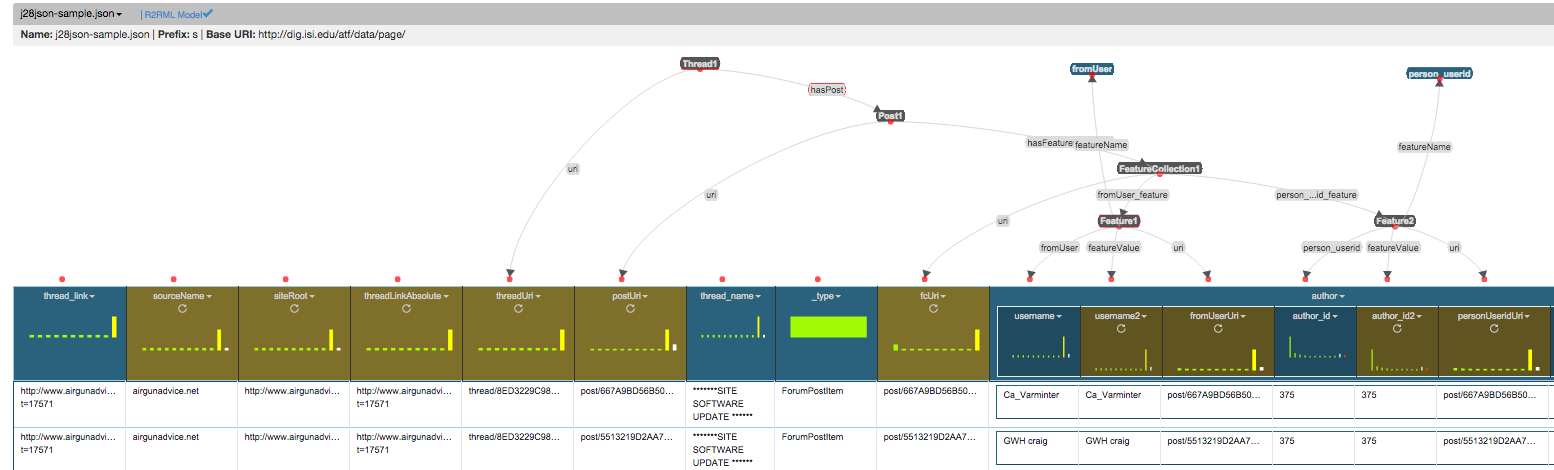 j28json-sample.json | R2RML Model
Name: j28json-sample.json | Prefix: s | Base URI: http://dig.isi.edu/atf/data/page/
Thread1
fromUser
person_userid
hasPost
Post1
hasFeature
featureName
featureName
FeatureCollection1
uri
uri
fromUser_feature
person_...id_feature
uri
Feature1
Feature2
fromUser
featureValue
uri
person_userid
featureValue
uri
thread_link
sourceName
siteRoot
threadLinkAbsolute
threadUri
postUri
thread_name
_type
fcUri
author
username
username2
fromUserUri
author_id
author_id2
personUseridUri
http://www.airgunadvi... t=17571
airgunadvice.net
http://www.airgunadvi...
http://www.airgunadvi... t=17571
thread/8ED3229C98...
post/667A9BD56B50...
*******SITE
SOFTWARE
UPDATE ******
ForumPostItem
post/667A9BD56B50...
Ca_Varminter
Ca_Varminter
post/667A9BD56B50...
375
375
post/667A9BD56B50...
http://www.airgunadvi... t=17571
airgunadvice.net
http://www.airgunadvi...
http://www.airgunadvi... t=17571
thread/8ED3229C98...
post/5513219D2AA7...
*******SITE
SOFTWARE
UPDATE ******
ForumPostItem
post/5513219D2AA7...
GWH craig
GWH craig
post/5513219D2AA7...
375
375
post/5513219D2AA7...